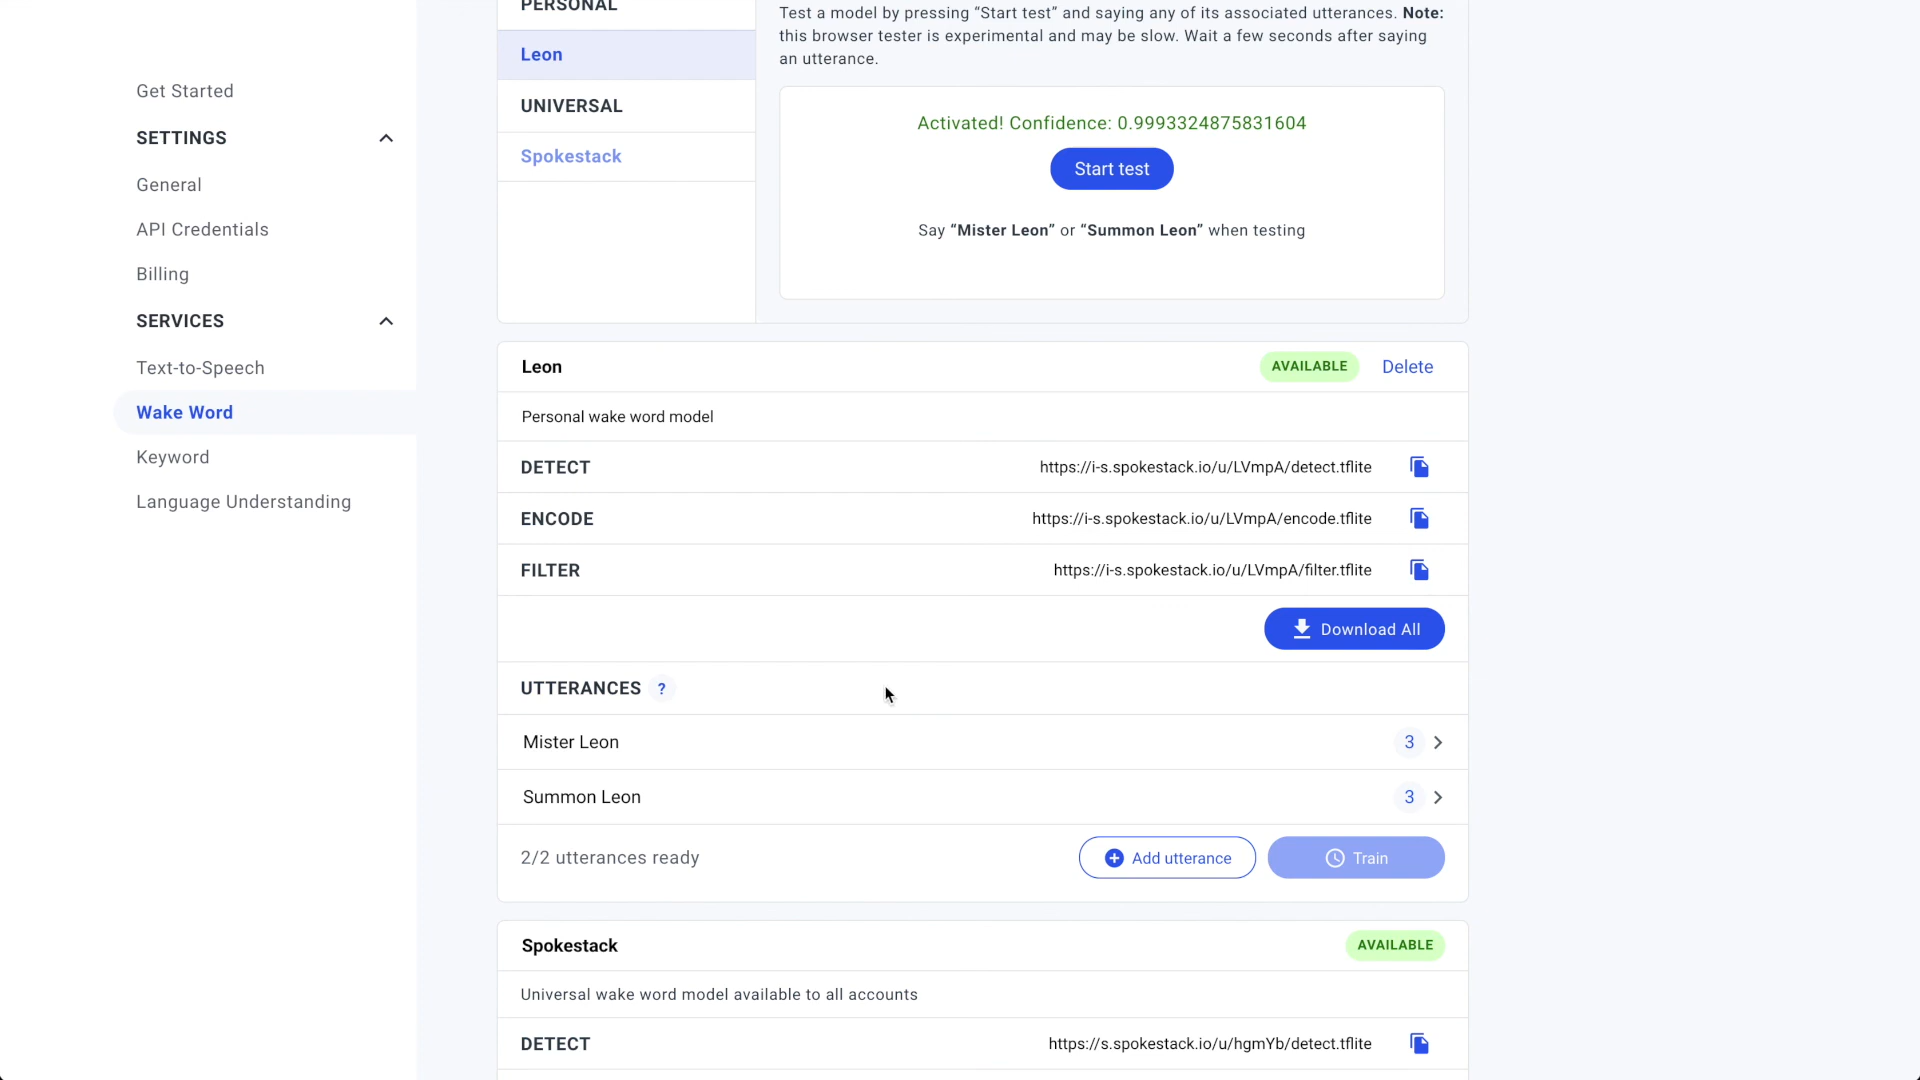 Get Started
SETTINGS
General
API Credentials
Billing
SERVICES
Text-to-Speech
Wake Word
Keyword
Language Understanding
PERSONAL
Leon
UNIVERSAL
Spokestack
Test a model by pressing “Start test” and saying any of its associated utterances. Note:
this browser tester is experimental and may be slow. Wait a few seconds after saying
an utterance.
Activated! Confidence: 0.9993324875831604
Start test
Say “Mister Leon” or “Summon Leon” when testing
Leon AVAILABLE Delete
Personal wake word model
DETECT https://i-s.spokestack.io/u/LVmpA/detect.tflite
ENCODE https://i-s.spokestack.io/u/LVmpA/encode.tflite
FILTER https://i-s.spokestack.io/u/LVmpA/filter.tflite
Download All
UTTERANCES ?
Mister Leon 3
Summon Leon 3
2/2 utterances ready Add utterance Train
Spokestack AVAILABLE
Universal wake word model available to all accounts
DETECT https://s.spokestack.io/u/hgmYb/detect.tflite